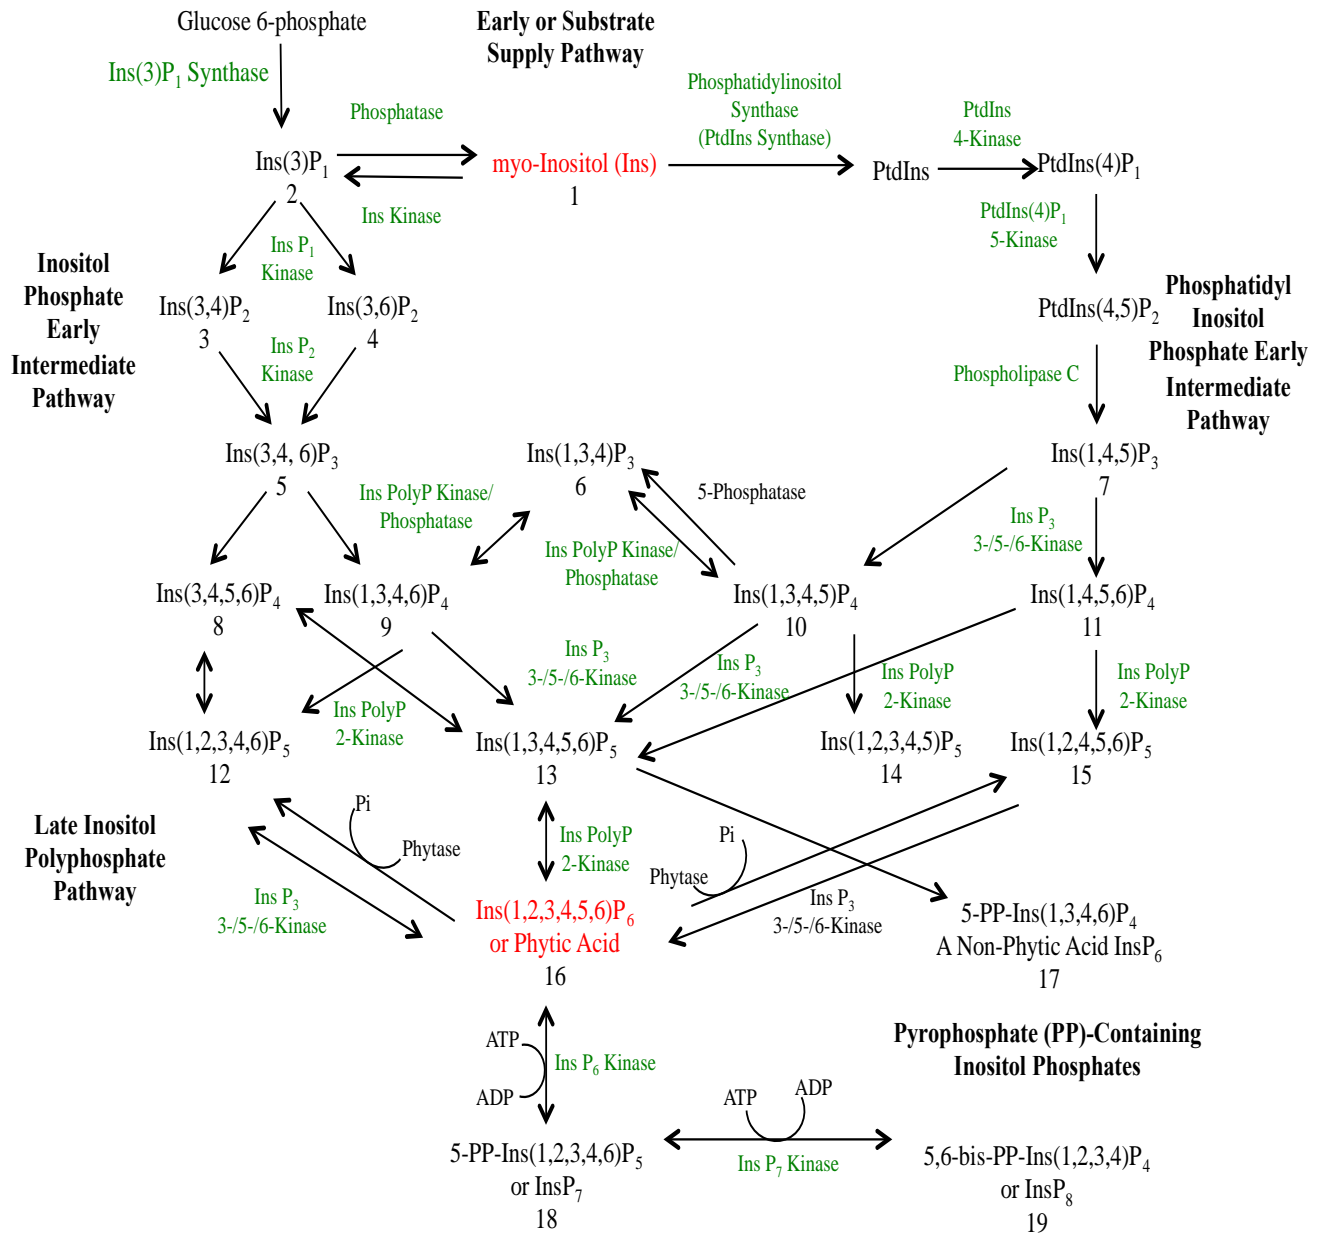 Glucose 6-phosphate
Early or Substrate
Supply Pathway
Ins(3)P1 Synthase
Phosphatase
Phosphatidylinositol
Synthase
(PtdIns Synthase)
PtdIns
4-Kinase
Ins(3)P1
2
myo-Inositol (Ins)
1
PtdIns
PtdIns(4)P1
Ins Kinase
PtdIns(4)P1
5-Kinase
Inositol
Phosphate
Early
Intermediate
Pathway
Ins P1
Kinase
Ins(3,4)P2
3
Ins(3,6)P2
4
Ins P2
Kinase
PtdIns(4,5)P2
Phosphatidyl
Inositol
Phosphate Early
Intermediate
Pathway
Phospholipase C
Ins(3,4, 6)P3
5
Ins(1,3,4)P3
6
Ins(1,4,5)P3
7
Ins PolyP Kinase/
Phosphatase
5-Phosphatase
Ins PolyP Kinase/
Phosphatase
Ins P3
3-/5-/6-Kinase
Ins(3,4,5,6)P4
8
Ins(1,3,4,6)P4
9
Ins(1,3,4,5)P4
10
Ins(1,4,5,6)P4
11
Ins P3
3-/5-/6-Kinase
Ins P3
3-/5-/6-Kinase
Ins PolyP
2-Kinase
Ins PolyP
2-Kinase
Ins PolyP
2-Kinase
Ins(1,2,3,4,6)P5
12
Ins(1,3,4,5,6)P5
13
Ins(1,2,3,4,5)P5
14
Ins(1,2,4,5,6)P5
15
Late Inositol
Polyphosphate
Pathway
Pi
Phytase
Ins PolyP
2-Kinase
Pi
Phytase
Ins P3
3-/5-/6-Kinase
Ins P3
3-/5-/6-Kinase
Ins(1,2,3,4,5,6)P6
or Phytic Acid
16
5-PP-Ins(1,3,4,6)P4
A Non-Phytic Acid InsP6
17
Pyrophosphate (PP)-Containing
Inositol Phosphates
ATP
ADP
Ins P6 Kinase
ATP
ADP
Ins P7 Kinase
5-PP-Ins(1,2,3,4,6)P5
or InsP7
18
5,6-bis-PP-Ins(1,2,3,4)P4
or InsP8
19